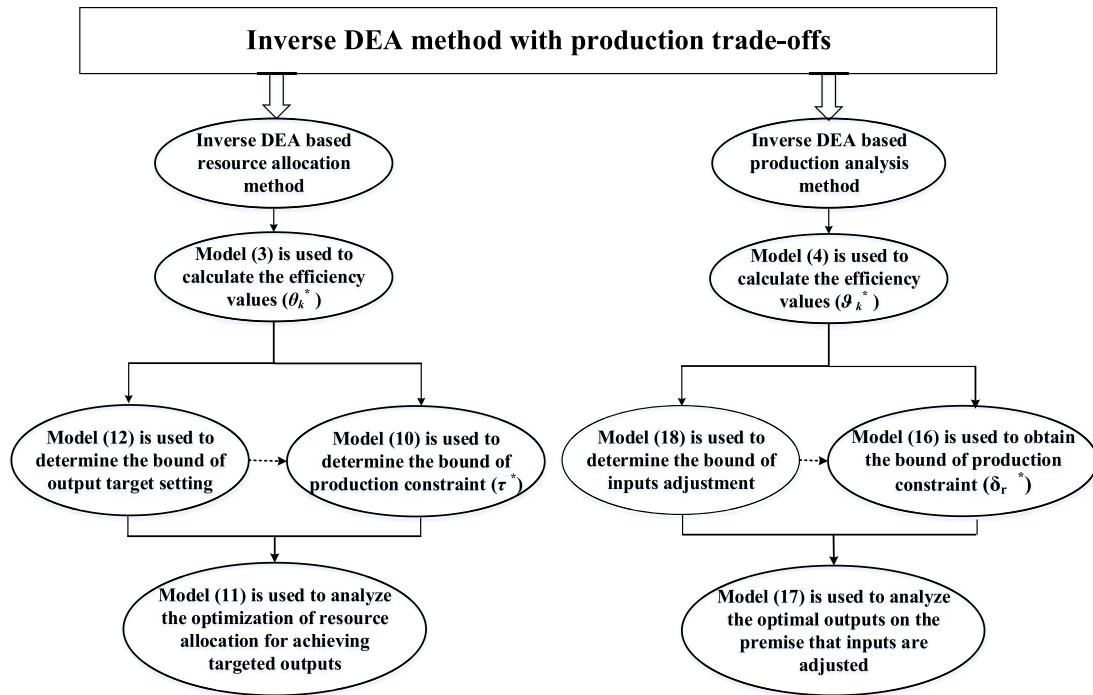 Inverse DEA method with production trade-offs
Inverse DEA based
resource allocation
method
Inverse DEA based
production analysis
method
Model (3) is used to
calculate the efficiency
values (θk* )
Model (4) is used to
calculate the efficiency
values (ϑ k*)
Model (12) is used to
determine the bound of
output target setting
Model (10) is used to
determine the bound of
production constraint (τ *)
Model (18) is used to
determine the bound of
inputs adjustment
Model (16) is used to obtain
the bound of production
constraint (δr *)
Model (11) is used to analyze
the optimization of resource
allocation for achieving
targeted outputs
Model (17) is used to analyze
the optimal outputs on the
premise that inputs are
adjusted